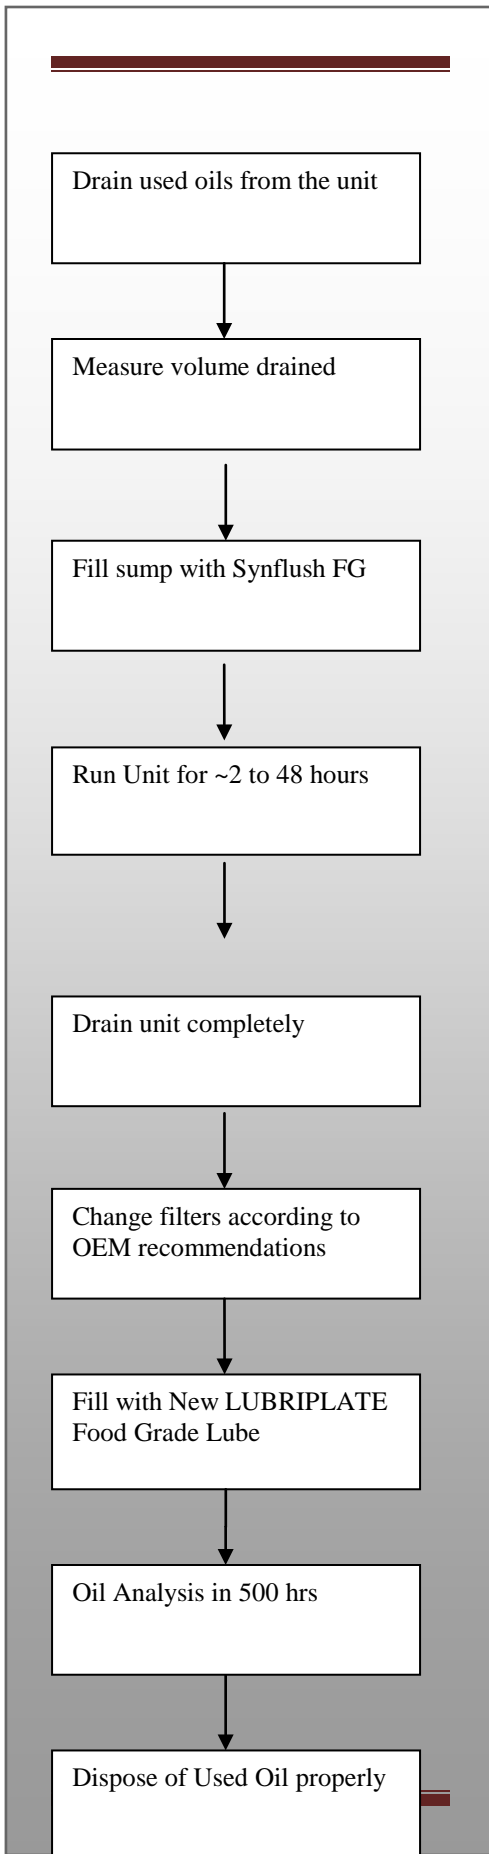 Drain used oils from the unit
Measure volume drained
Fill sump with Synflush FG
Run Unit for ~2 to 48 hours
Drain unit completely
Change filters according to
OEM recommendations
Fill with New LUBRIPLATE
Food Grade Lube
Oil Analysis in 500 hrs
Dispose of Used Oil properly